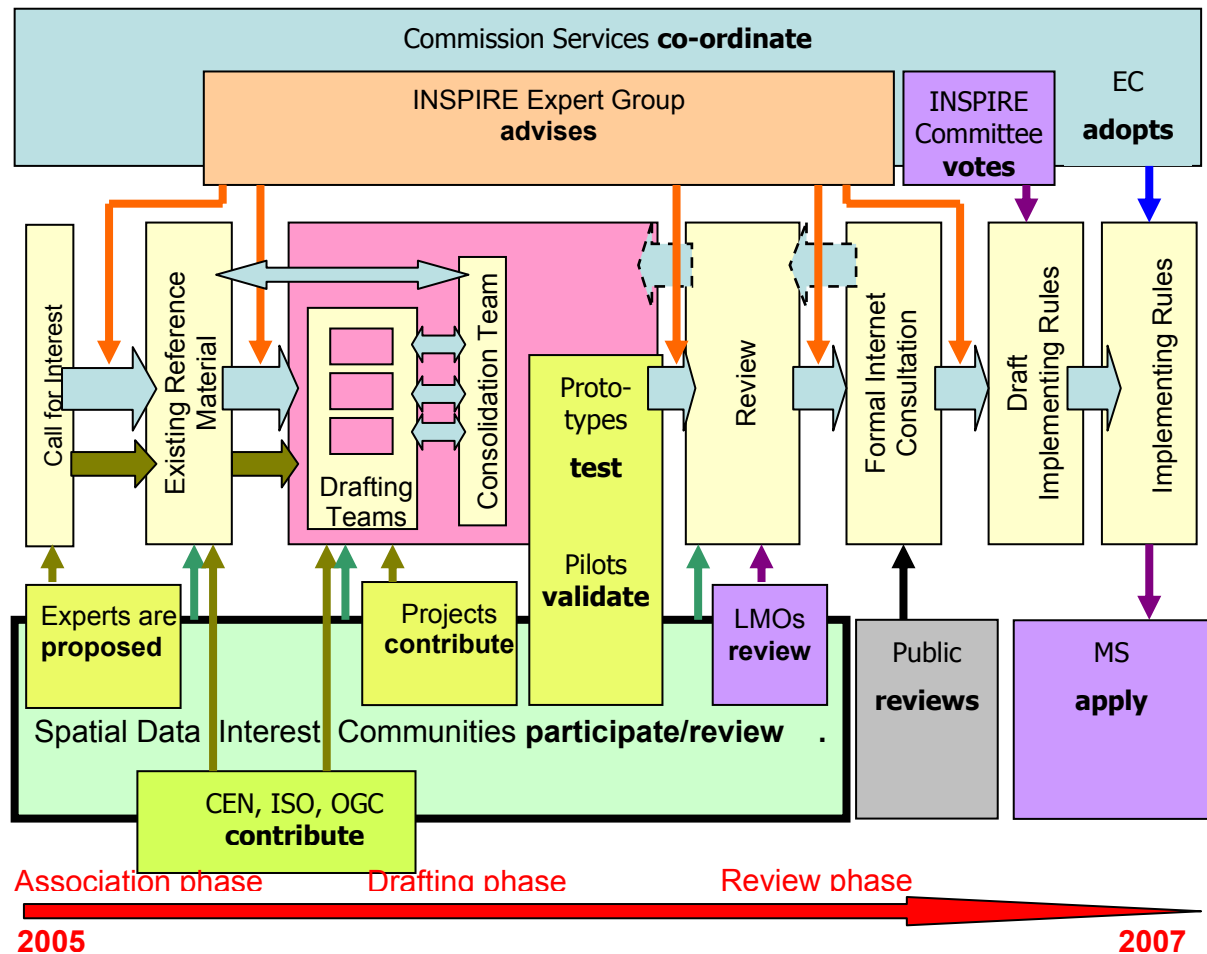 Commission Services co-ordinate
INSPIRE Expert Group
advises
INSPIRE
Committee
votes
EC
adopts
Call for Interest
Existing Reference
Material
Drafting
Teams
Consolidation Team
Proto-
types
test
Pilots
validate
Review
Formal Internet
Consultation
Draft
Implementing Rules
Implementing Rules
Experts are
proposed
Projects
contribute
LMOs
review
Public
reviews
MS
apply
Spatial Data Interest Communities participate/review .
CEN, ISO, OGC
contribute
Association phase
Drafting phase
Review phase
2005
2007